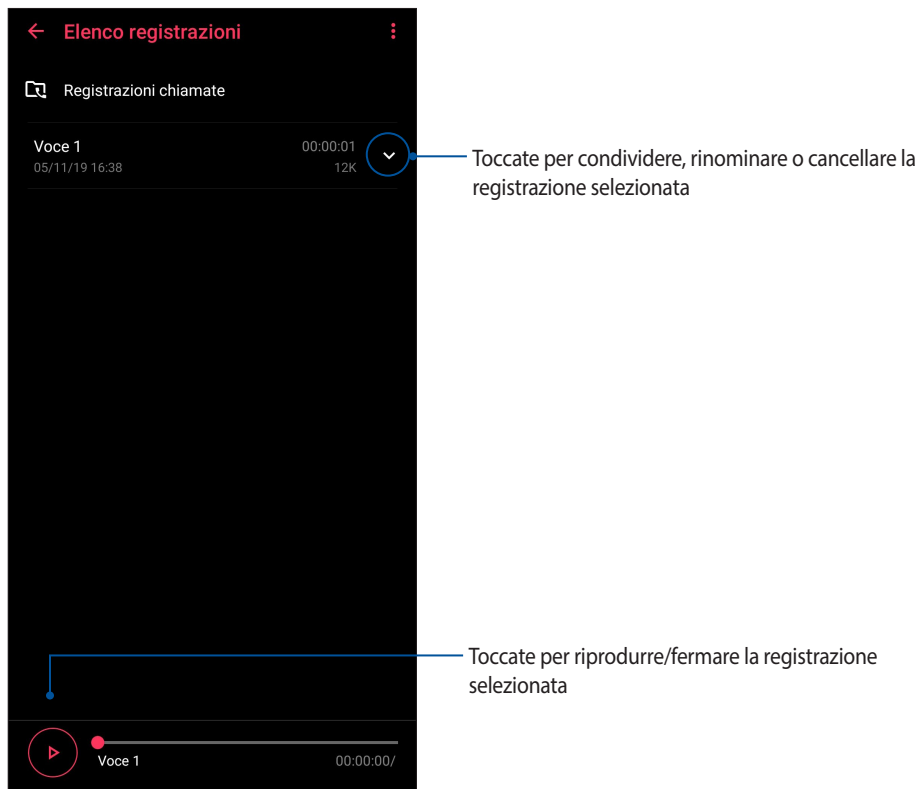 Elenco registrazioni
Registrazioni chiamate
Voce 1 00:00:01
05/11/19 16:38 12K
Toccate per condividere, rinominare o cancellare la
registrazione selezionata
Toccate per riprodurre/fermare la registrazione
selezionata
Voce 1 00:00:00/